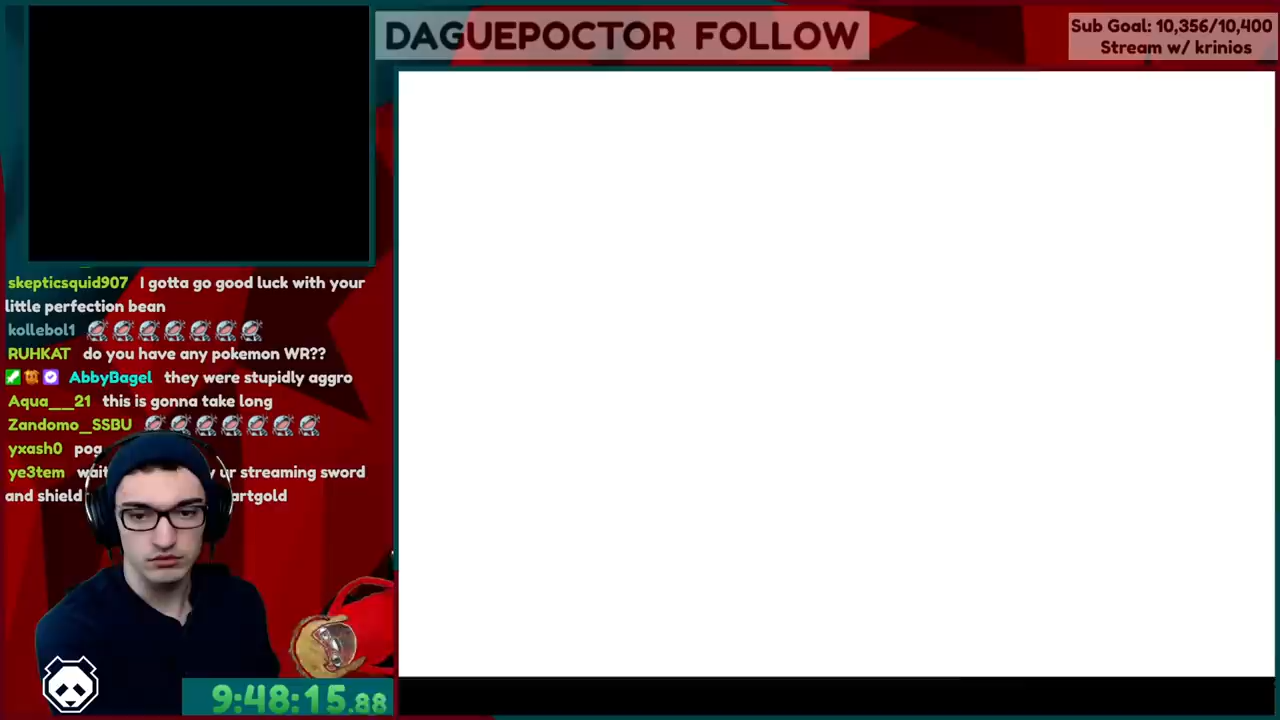 DAGUEPOCTOR FOLLOW
Sub Goal: 10,356/10,400
Stream w/ krinios
skepticsquid907 I gotta go good luck with your
little perfection bean
kollebol1
RUHKAT do you have any pokemon WR??
AbbyBagel they were stupidly aggro
Aqua__21 this is gonna take long
Zandomo_SSBU
yxash0 pog
ye3tem wait ur streaming sword
and shield
9:48:15.88